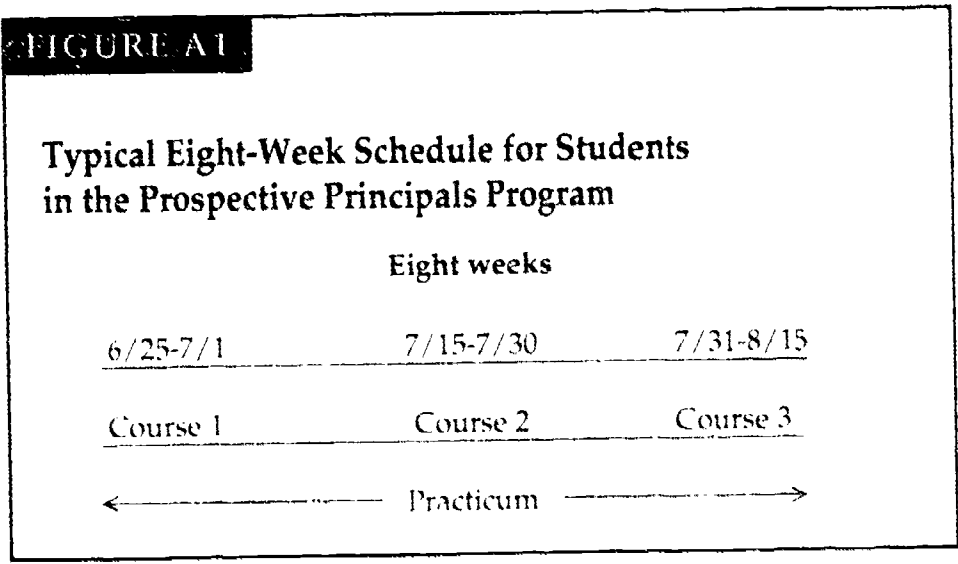 FIGURE A1
Typical Eight-Week Schedule for Students
in the Prospective Principals Program
Eight weeks
6/25-7/1 7/15-7/30 7/31-8/15
Course 1 Course 2 Course 3
Practicum